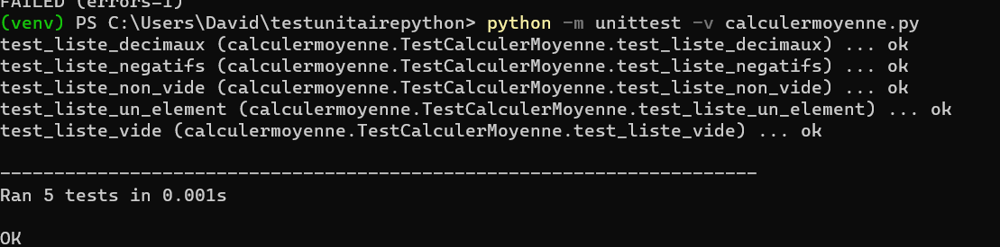 FAILED (errors=1)
(venv) PS C:\Users\David\testunitairepython> python -m unittest -v calculermoyenne.py
test_liste_decimaux (calculermoyenne.TestCalculerMoyenne.test_liste_decimaux) ... ok
test_liste_negatifs (calculermoyenne.TestCalculerMoyenne.test_liste_negatifs) ... ok
test_liste_non_vide (calculermoyenne.TestCalculerMoyenne.test_liste_non_vide) ... ok
test_liste_un_element (calculermoyenne.TestCalculerMoyenne.test_liste_un_element) ... ok
test_liste_vide (calculermoyenne.TestCalculerMoyenne.test_liste_vide) ... ok
----------------------------------------------------------------------
Ran 5 tests in 0.001s
OK